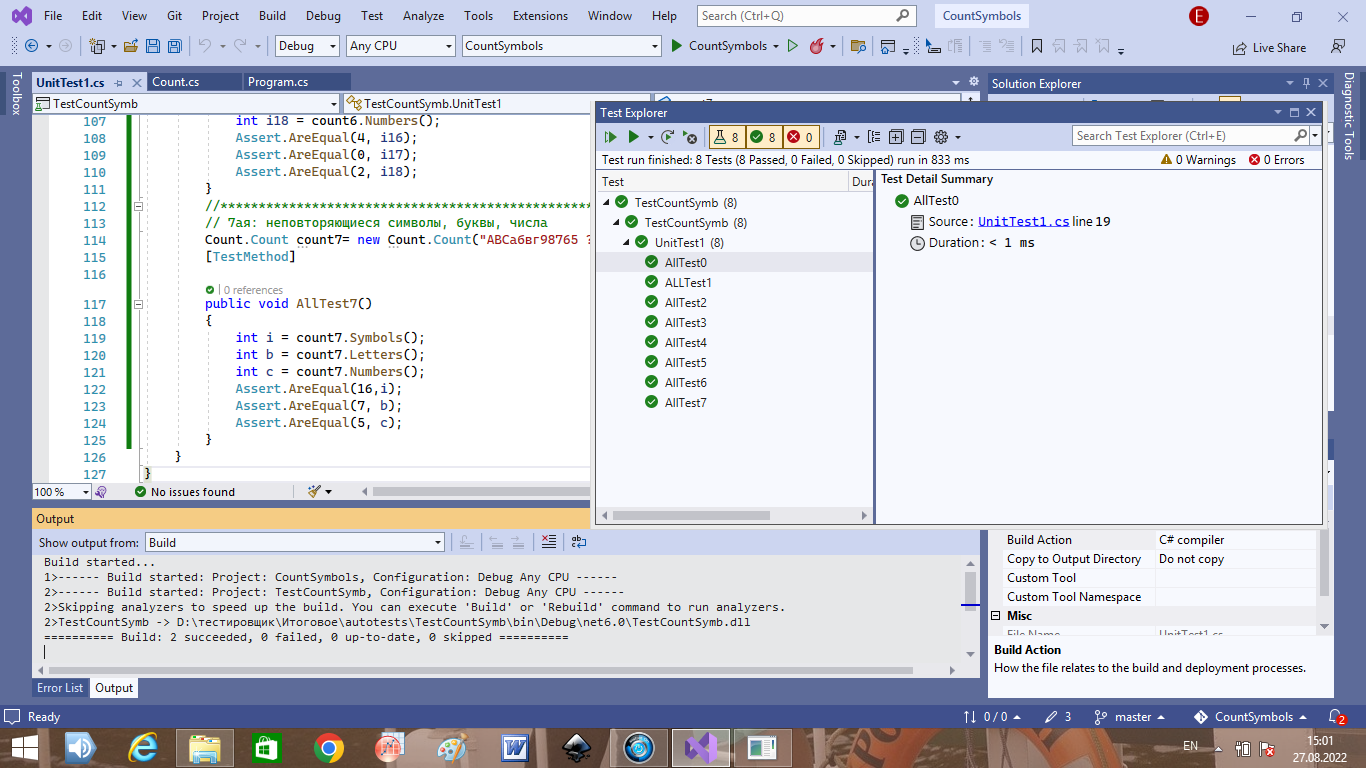 File Edit View Git Project Build Debug Test Analyze Tools Extensions Window Help Search (Ctrl+Q) CountSymbols E
Debug Any CPU CountSymbols CountSymbols Live Share
Toolbox
UnitTest1.cs Count.cs Program.cs
TestCountSymb TestCountSymb.UnitTest1
107 int i18 = count6.Numbers();
108 Assert.AreEqual(4, i16);
109 Assert.AreEqual(0, i17);
110 Assert.AreEqual(2, i18);
111 }
112 //*************************************************
113 // 7ая: неповторяющиеся символы, буквы, числа
114 Count.Count count7= new Count.Count("ABCабвг98765 ?
115 [TestMethod]
116
0 references
117 public void AllTest7()
118 {
119 int i = count7.Symbols();
120 int b = count7.Letters();
121 int c = count7.Numbers();
122 Assert.AreEqual(16,i);
123 Assert.AreEqual(7, b);
124 Assert.AreEqual(5, c);
125 }
126 }
127 }
100 % No issues found
Test Explorer
8 8 0 Search Test Explorer (Ctrl+E)
Test run finished: 8 Tests (8 Passed, 0 Failed, 0 Skipped) run in 833 ms 0 Warnings 0 Errors
Test Dura
TestCountSymb (8)
TestCountSymb (8)
UnitTest1 (8)
AllTest0
ALLTest1
AllTest2
AllTest3
AllTest4
AllTest5
AllTest6
AllTest7
Test Detail Summary
AllTest0
Source: UnitTest1.cs line 19
Duration: < 1 ms
Solution Explorer
Diagnostic Tools
Output
Show output from: Build
Build started...
1>------ Build started: Project: CountSymbols, Configuration: Debug Any CPU ------
2>------ Build started: Project: TestCountSymb, Configuration: Debug Any CPU ------
2>Skipping analyzers to speed up the build. You can execute 'Build' or 'Rebuild' command to run analyzers.
2>TestCountSymb -> D:\тестировщик\Итоговое\autotests\TestCountSymb\bin\Debug\net6.0\TestCountSymb.dll
========== Build: 2 succeeded, 0 failed, 0 up-to-date, 0 skipped ==========
Error List Output
Build Action C# compiler
Copy to Output Directory Do not copy
Custom Tool
Custom Tool Namespace
Misc
File Name UnitTest1.cs
Build Action
How the file relates to the build and deployment processes.
Ready 0 / 0 3 master CountSymbols 2
EN 15:01
27.08.2022